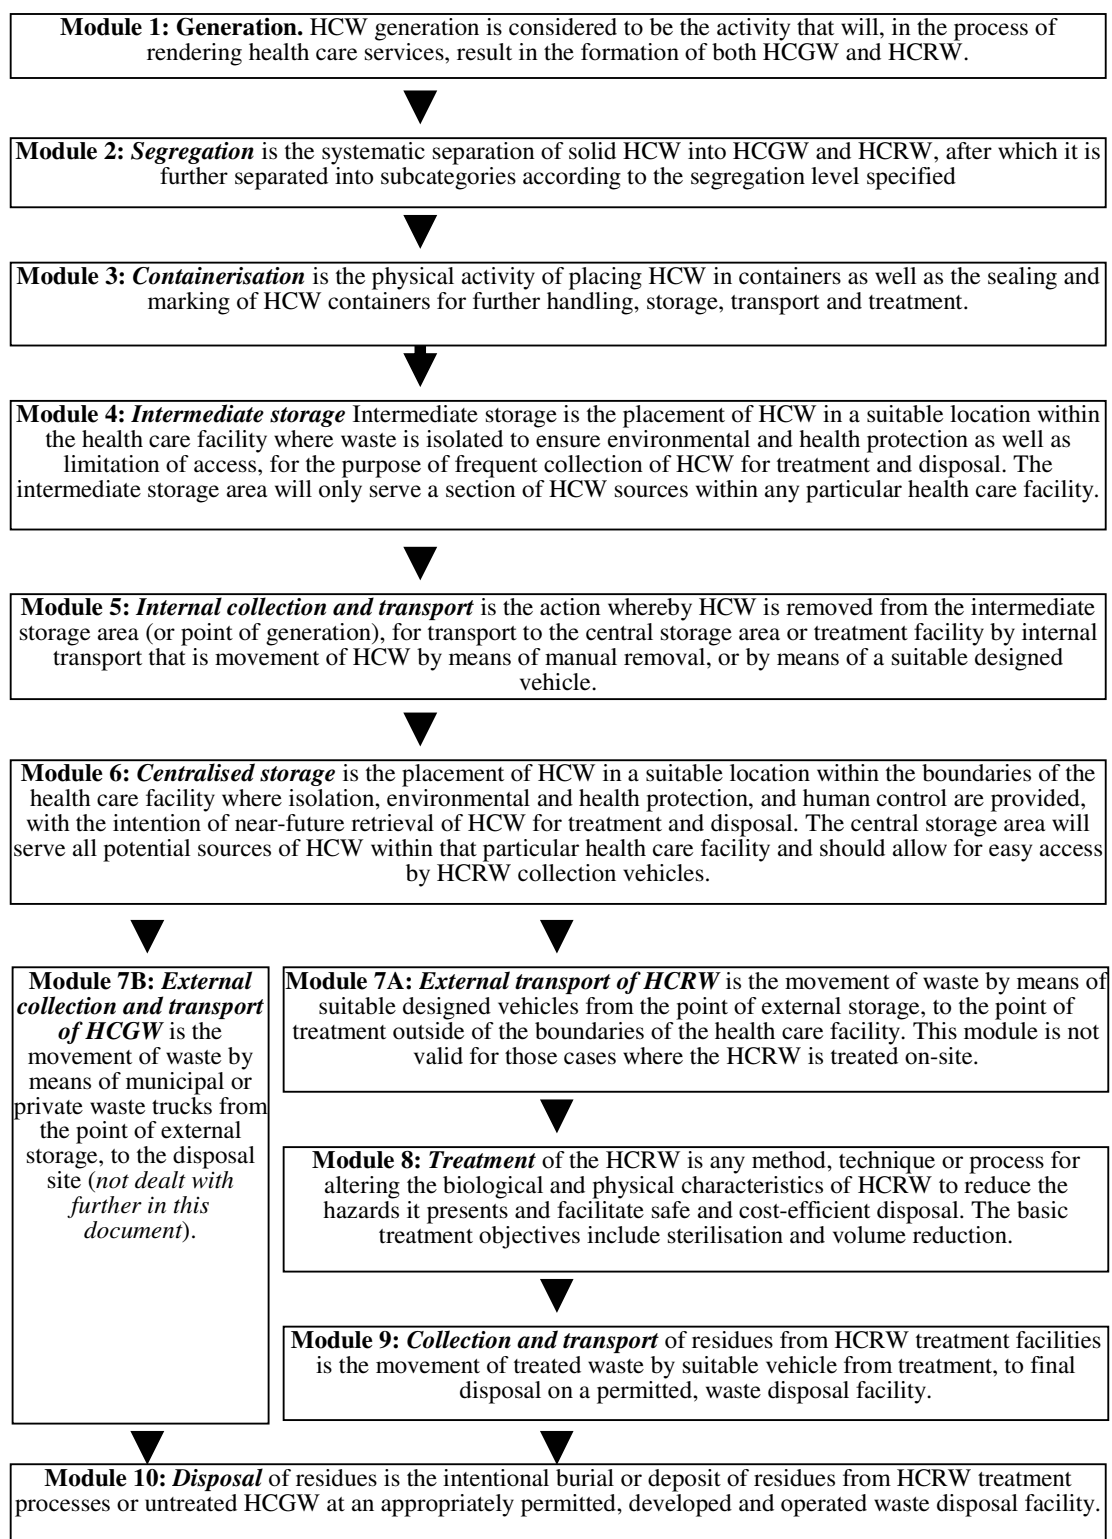 Module 1: Generation. HCW generation is considered to be the activity that will, in the process of
rendering health care services, result in the formation of both HCGW and HCRW.
Module 2: Segregation is the systematic separation of solid HCW into HCGW and HCRW, after which it is
further separated into subcategories according to the segregation level specified
Module 3: Containerisation is the physical activity of placing HCW in containers as well as the sealing and
marking of HCW containers for further handling, storage, transport and treatment.
Module 4: Intermediate storage Intermediate storage is the placement of HCW in a suitable location within
the health care facility where waste is isolated to ensure environmental and health protection as well as
limitation of access, for the purpose of frequent collection of HCW for treatment and disposal. The
intermediate storage area will only serve a section of HCW sources within any particular health care facility.
Module 5: Internal collection and transport is the action whereby HCW is removed from the intermediate
storage area (or point of generation), for transport to the central storage area or treatment facility by internal
transport that is movement of HCW by means of manual removal, or by means of a suitable designed
vehicle.
Module 6: Centralised storage is the placement of HCW in a suitable location within the boundaries of the
health care facility where isolation, environmental and health protection, and human control are provided,
with the intention of near-future retrieval of HCW for treatment and disposal. The central storage area will
serve all potential sources of HCW within that particular health care facility and should allow for easy access
by HCRW collection vehicles.
Module 7B: External
collection and transport
of HCGW is the
movement of waste by
means of municipal or
private waste trucks from
the point of external
storage, to the disposal
site (not dealt with
further in this
document).
Module 7A: External transport of HCRW is the movement of waste by means of
suitable designed vehicles from the point of external storage, to the point of
treatment outside of the boundaries of the health care facility. This module is not
valid for those cases where the HCRW is treated on-site.
Module 8: Treatment of the HCRW is any method, technique or process for
altering the biological and physical characteristics of HCRW to reduce the
hazards it presents and facilitate safe and cost-efficient disposal. The basic
treatment objectives include sterilisation and volume reduction.
Module 9: Collection and transport of residues from HCRW treatment facilities
is the movement of treated waste by suitable vehicle from treatment, to final
disposal on a permitted, waste disposal facility.
Module 10: Disposal of residues is the intentional burial or deposit of residues from HCRW treatment
processes or untreated HCGW at an appropriately permitted, developed and operated waste disposal facility.